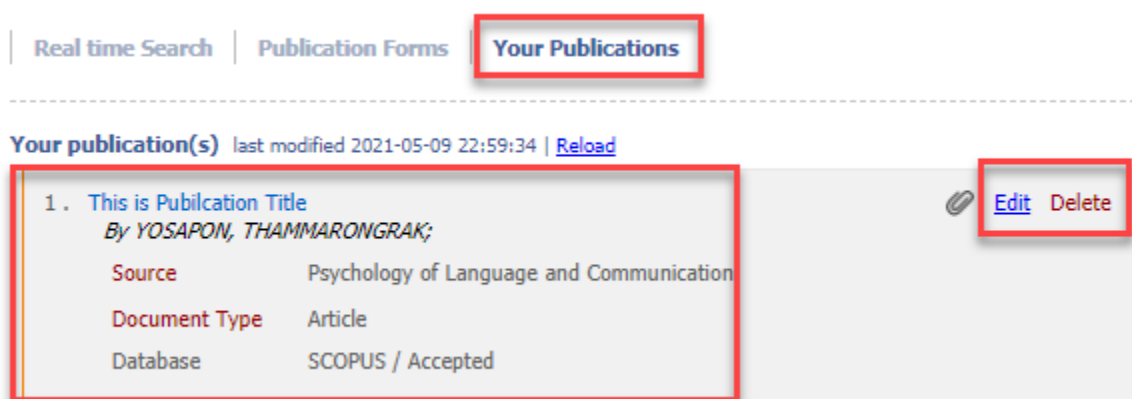 Real time Search Publication Forms Your Publications
Your publication(s) last modified 2021-05-09 22:59:34 | Reload
1. This is Pubilcation Title Edit Delete
By YOSAPON, THAMMARONGRAK;
Source Psychology of Language and Communication
Document Type Article
Database SCOPUS / Accepted